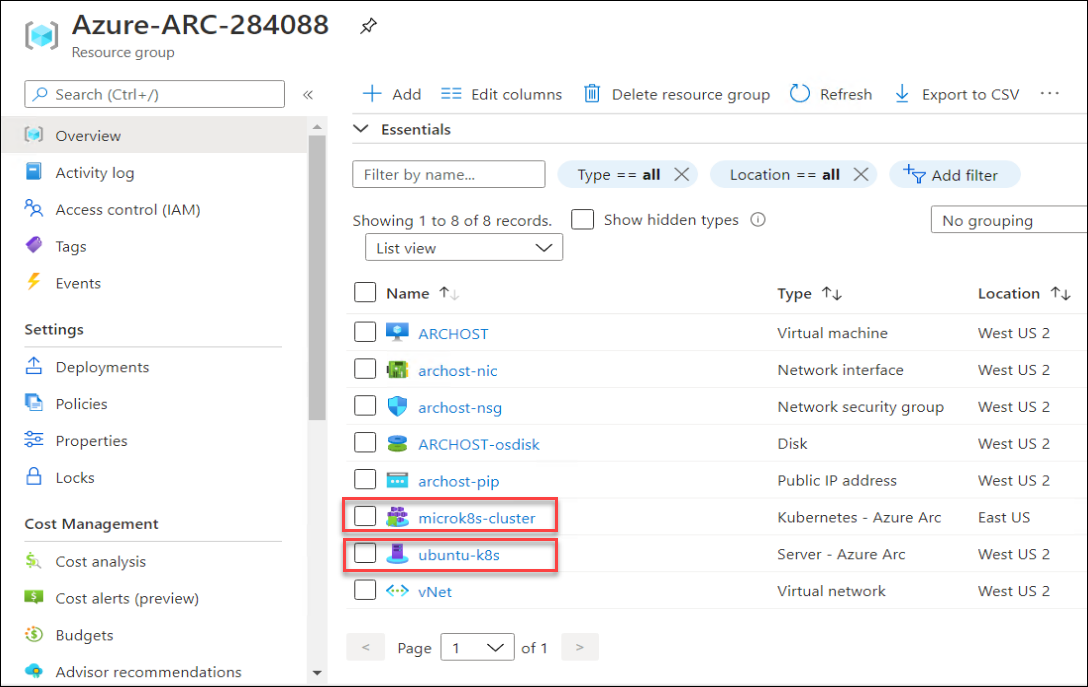 Azure-ARC-284088
Resource group
Search (Ctrl+/)
«
Overview
Activity log
Access control (IAM)
Tags
Events
Settings
Deployments
Policies
Properties
Locks
Cost Management
Cost analysis
Cost alerts (preview)
Budgets
Advisor recommendations
+ Add Edit columns Delete resource group Refresh Export to CSV ...
Essentials
Filter by name... Type == all Location == all Add filter
Showing 1 to 8 of 8 records. Show hidden types No grouping
List view
Name Type Location
ARCHOST Virtual machine West US 2
archost-nic Network interface West US 2
archost-nsg Network security group West US 2
ARCHOST-osdisk Disk West US 2
archost-pip Public IP address West US 2
microk8s-cluster Kubernetes - Azure Arc East US
ubuntu-k8s Server - Azure Arc West US 2
vNet Virtual network West US 2
< Page 1 of 1 >